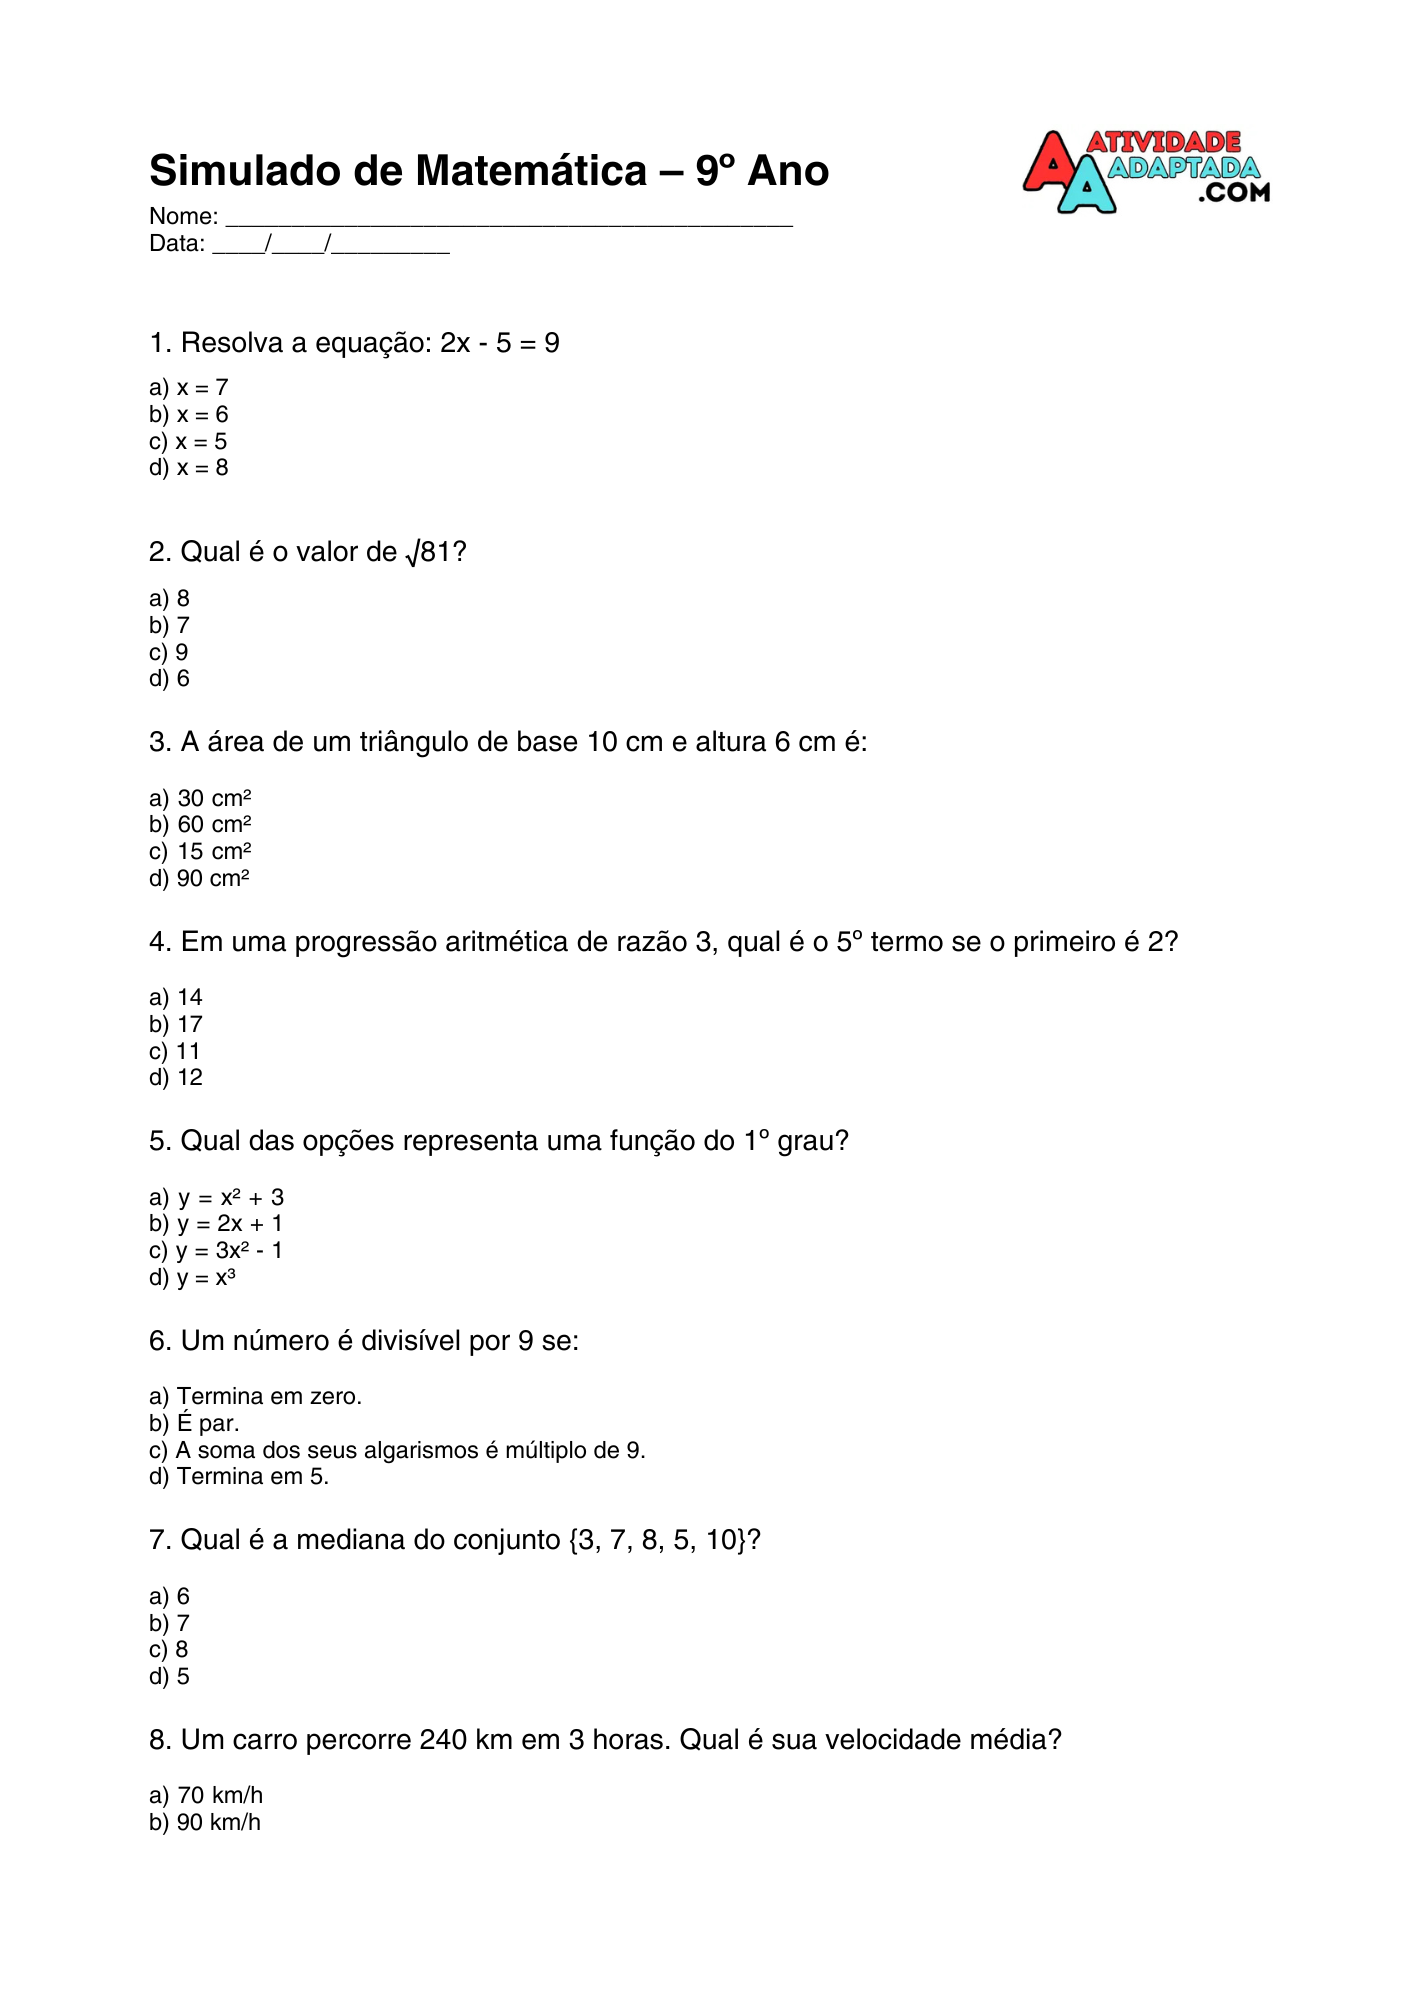 ATIVIDADE
ADAPTADA
.COM
AA
Simulado de Matemática – 9º Ano
Nome: ___________________________________________
Data: ____/____/_________
1. Resolva a equação: 2x - 5 = 9
a) x = 7
b) x = 6
c) x = 5
d) x = 8
2. Qual é o valor de √81?
a) 8
b) 7
c) 9
d) 6
3. A área de um triângulo de base 10 cm e altura 6 cm é:
a) 30 cm²
b) 60 cm²
c) 15 cm²
d) 90 cm²
4. Em uma progressão aritmética de razão 3, qual é o 5º termo se o primeiro é 2?
a) 14
b) 17
c) 11
d) 12
5. Qual das opções representa uma função do 1º grau?
a) y = x² + 3
b) y = 2x + 1
c) y = 3x² - 1
d) y = x³
6. Um número é divisível por 9 se:
a) Termina em zero.
b) É par.
c) A soma dos seus algarismos é múltiplo de 9.
d) Termina em 5.
7. Qual é a mediana do conjunto {3, 7, 8, 5, 10}?
a) 6
b) 7
c) 8
d) 5
8. Um carro percorre 240 km em 3 horas. Qual é sua velocidade média?
a) 70 km/h
b) 90 km/h